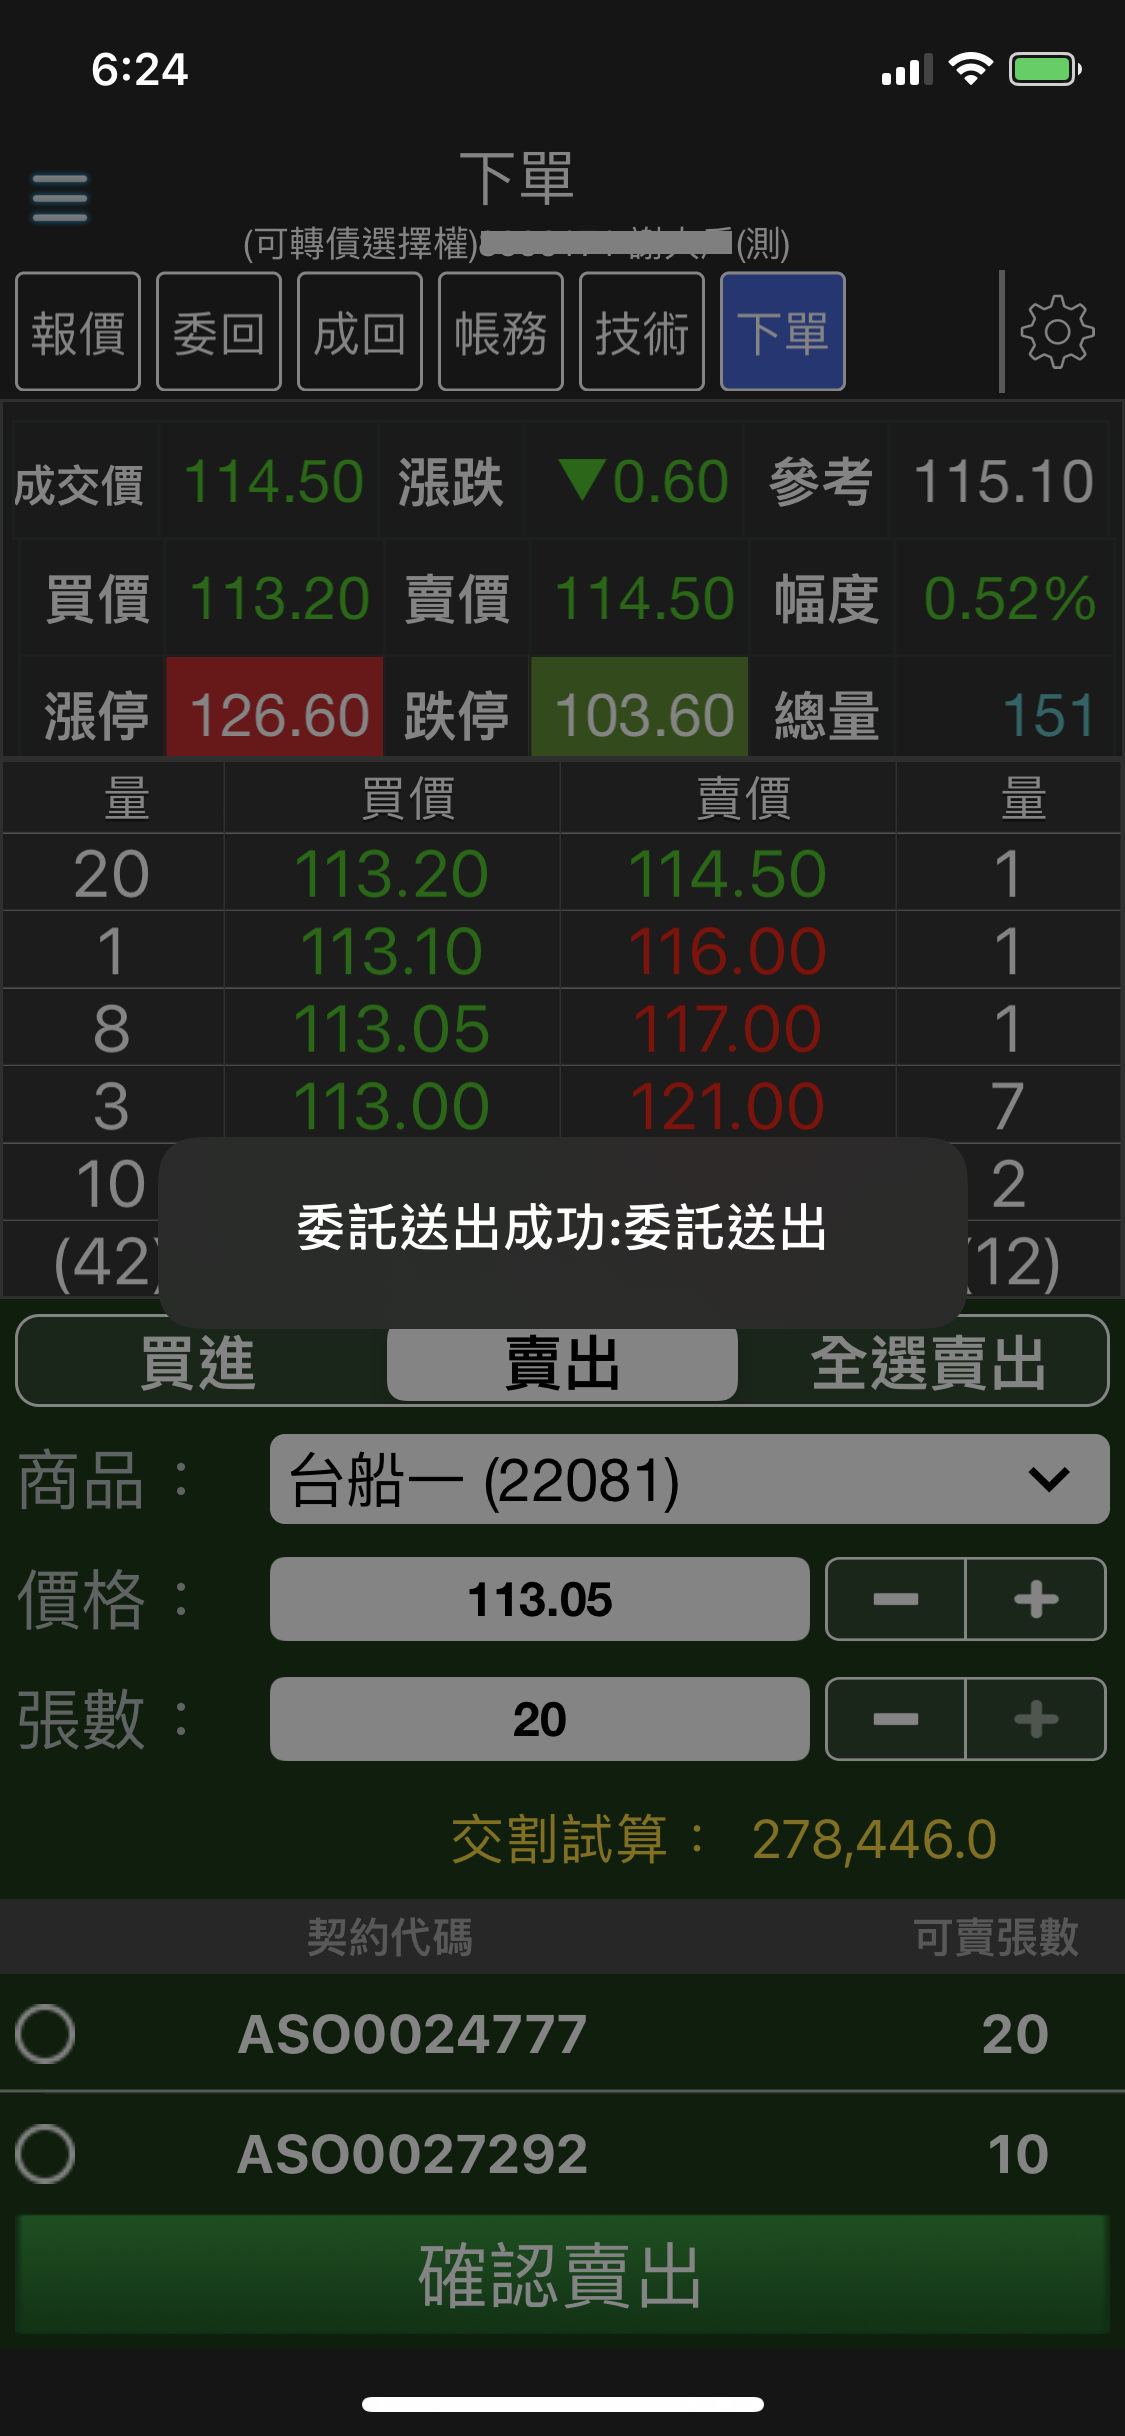 6:24
下單
(可轉債選擇權)
(測)
報價 委回 成回 帳務 技術 下單
成交價 114.50 漲跌 ▼0.60 參考 115.10
買價 113.20 賣價 114.50 幅度 0.52%
漲停 126.60 跌停 103.60 總量 151
量 買價 賣價 量
20 113.20 114.50 1
1 113.10 116.00 1
8 113.05 117.00 1
3 113.00 121.00 7
10 2
(42) (12)
委託送出成功:委託送出
買進 賣出 全選賣出
商品： 台船一 (22081)
價格： 113.05
張數： 20
交割試算： 278,446.0
契約代碼 可賣張數
ASO0024777 20
ASO0027292 10
確認賣出